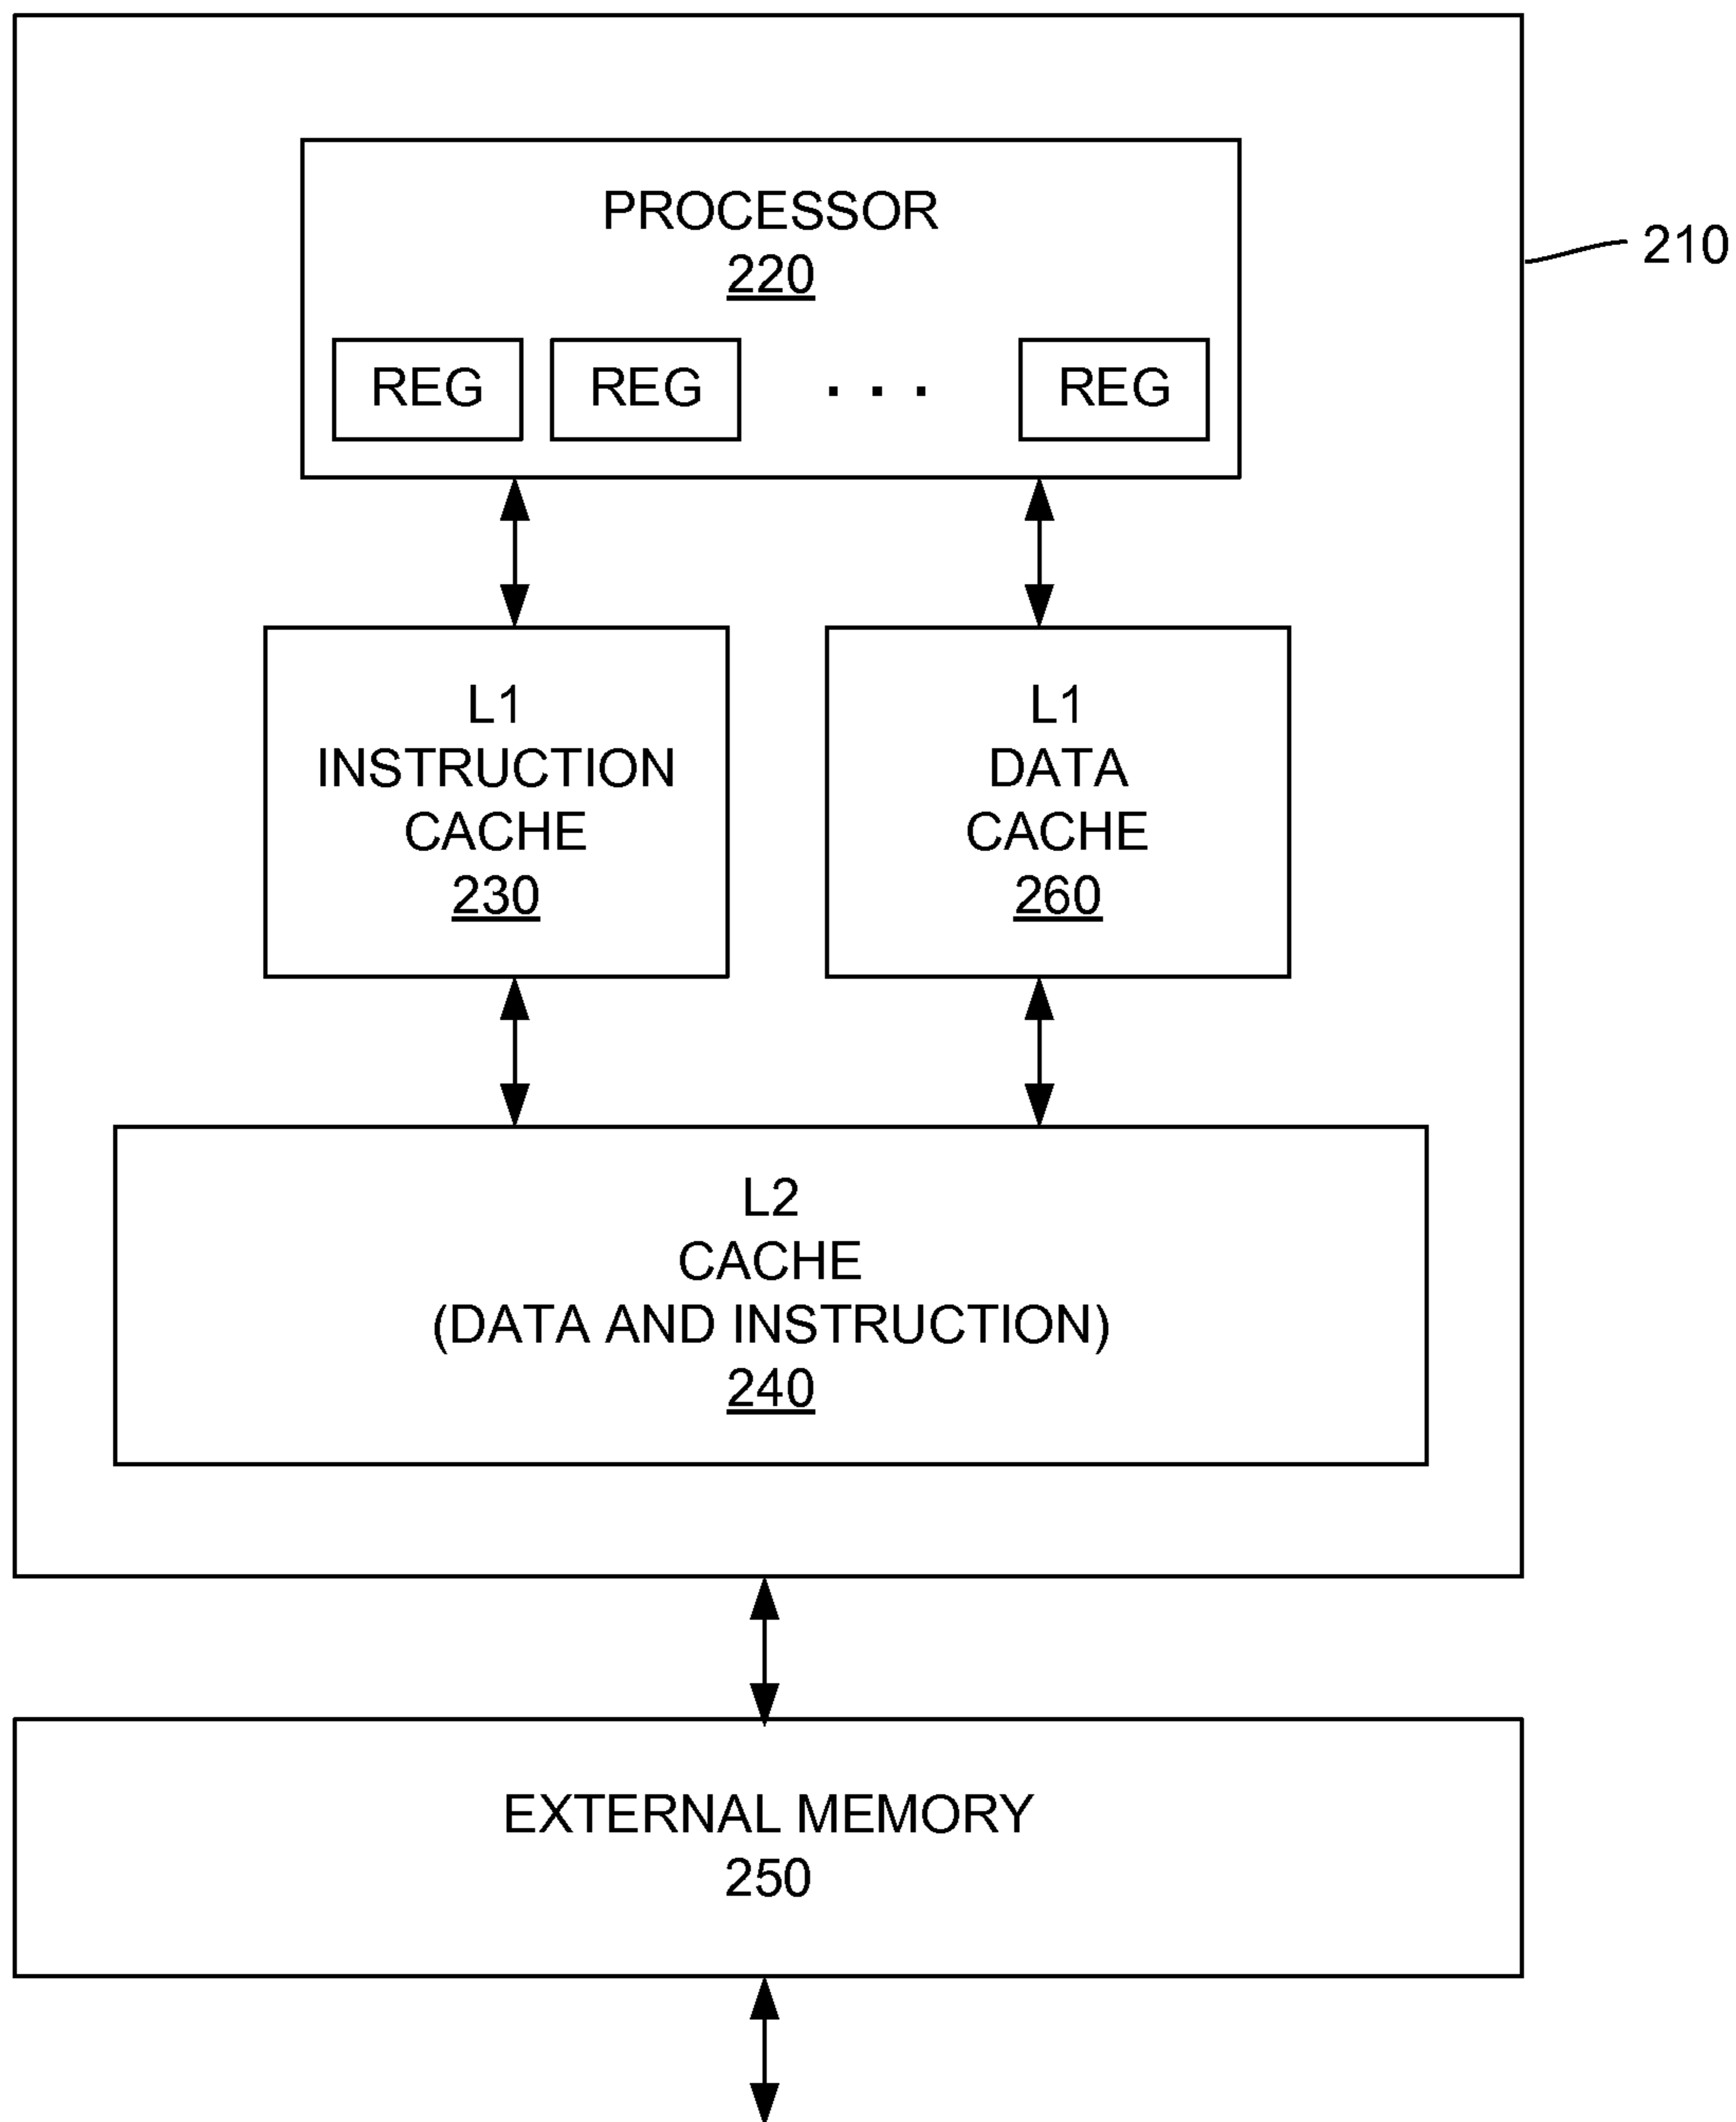 PROCESSOR
220
210
REG REG . . . REG
L1
INSTRUCTION
CACHE
230
L1
DATA
CACHE
260
L2
CACHE
(DATA AND INSTRUCTION)
240
EXTERNAL MEMORY
250